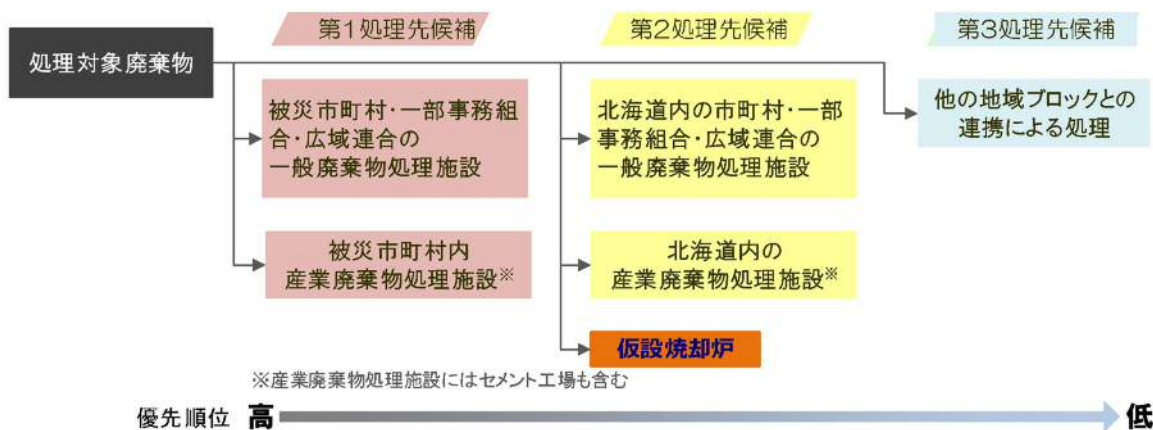 処理対象廃棄物
第1処理先候補
被災市町村・一部事務組
合・広域連合の
一般廃棄物処理施設
被災市町村内
産業廃棄物処理施設※
第2処理先候補
北海道内の市町村・一部
事務組合・広域連合の
一般廃棄物処理施設
北海道内の
産業廃棄物処理施設※
仮設焼却炉
第3処理先候補
他の地域ブロックとの
連携による処理
※産業廃棄物処理施設にはセメント工場も含む
優先順位 高 低